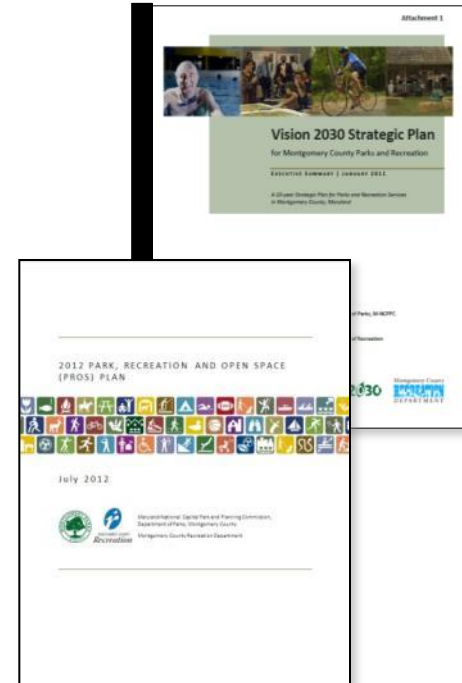 Attachment 1
Vision 2030 Strategic Plan
for Montgomery County Parks and Recreation
EXECUTIVE SUMMARY | JANUARY 2011
A 20-year Strategic Plan for Parks and Recreation Services
in Montgomery County, Maryland
of Parks, M-NCPPC
of Recreation
2030
Montgomery County
RECREATION
DEPARTMENT
2012 PARK, RECREATION AND OPEN SPACE
(PROS) PLAN
July 2012
Maryland-National Capital Park and Planning Commission,
Department of Parks, Montgomery County
Montgomery County Recreation Department
Recreation